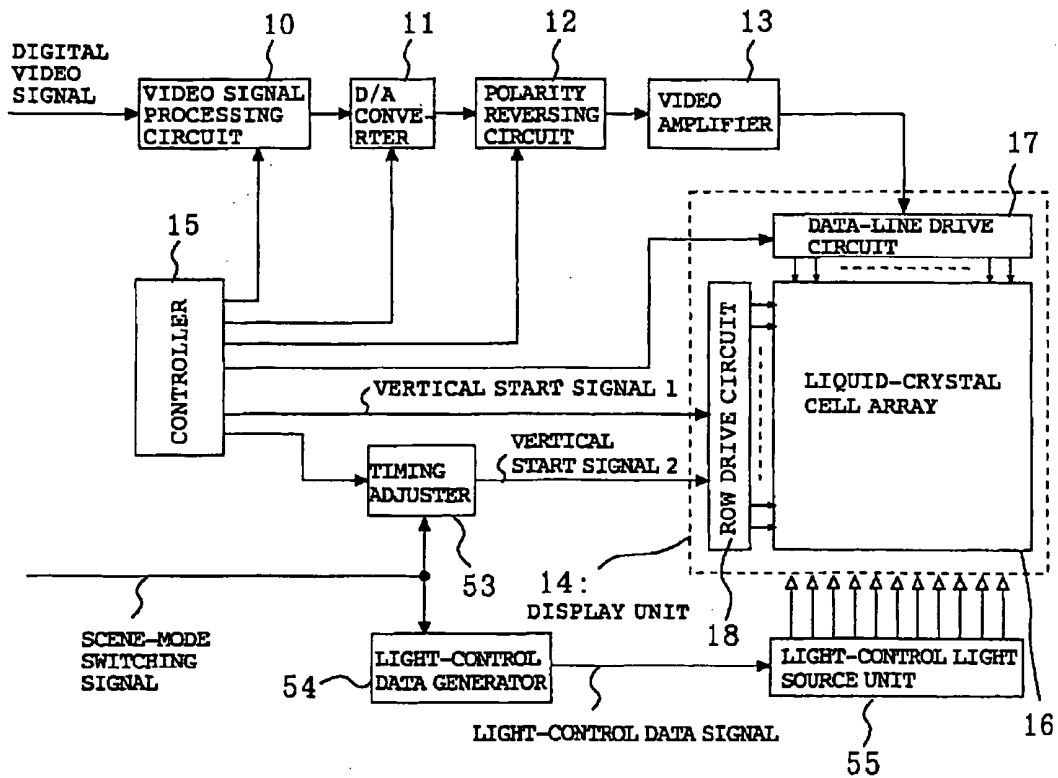 10
11
12
13
DIGITAL
VIDEO
SIGNAL
VIDEO SIGNAL
PROCESSING
CIRCUIT
D/A
CONVE-
RTER
POLARITY
REVERSING
CIRCUIT
VIDEO
AMPLIFIER
17
15
DATA-LINE DRIVE
CIRCUIT
CONTROLLER
ROW DRIVE CIRCUIT
LIQUID-CRYSTAL
CELL ARRAY
VERTICAL START SIGNAL 1
VERTICAL
START SIGNAL 2
TIMING
ADJUSTER
53
14:
DISPLAY UNIT
18
SCENE-MODE
SWITCHING
SIGNAL
54
LIGHT-CONTROL
DATA GENERATOR
LIGHT-CONTROL LIGHT
SOURCE UNIT
LIGHT-CONTROL DATA SIGNAL
55
16